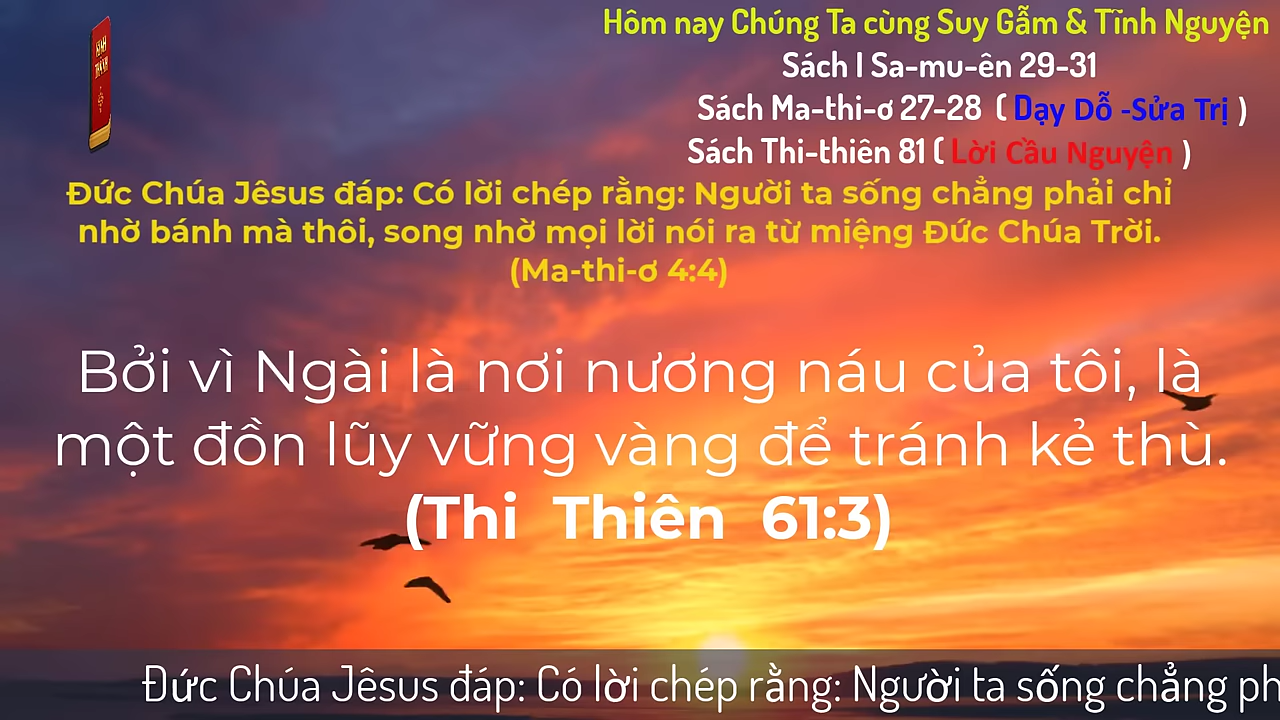 KINH
THÁNH
Hôm nay Chúng Ta cùng Suy Gẫm & Tĩnh Nguyện
Sách I Sa-mu-ên 29-31
Sách Ma-thi-ơ 27-28 ( Dạy Dỗ -Sửa Trị )
Sách Thi-thiên 81 ( Lời Cầu Nguyện )
Đức Chúa Jêsus đáp: Có lời chép rằng: Người ta sống chẳng phải chỉ
nhờ bánh mà thôi, song nhờ mọi lời nói ra từ miệng Đức Chúa Trời.
(Ma-thi-ơ 4:4)
Bởi vì Ngài là nơi nương náu của tôi, là
một đồn lũy vững vàng để tránh kẻ thù.
(Thi Thiên 61:3)
Đức Chúa Jêsus đáp: Có lời chép rằng: Người ta sống chẳng ph